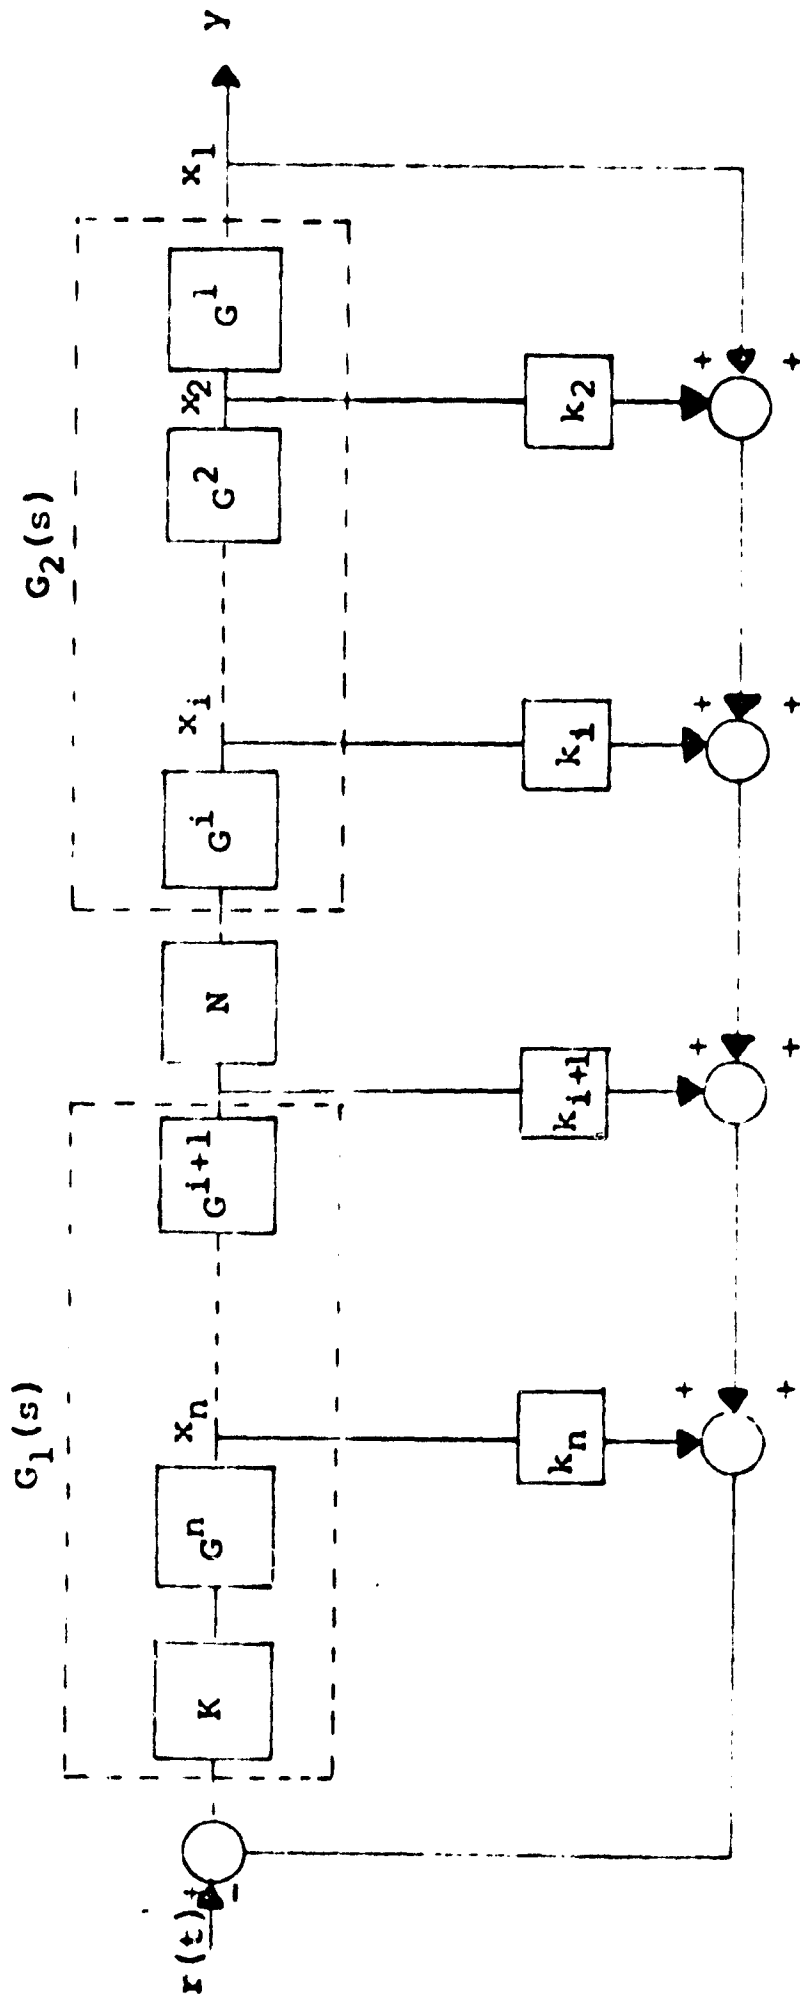 G₁(s)
G₂(s)
r(t)
+
-
K
Gⁿ
xₙ
Gⁱ⁺¹
N
Gⁱ
xᵢ
G²
x₂
G¹
x₁
y
kₙ
kᵢ₊₁
kᵢ
k₂
+
+
+
+
+
+
+
+